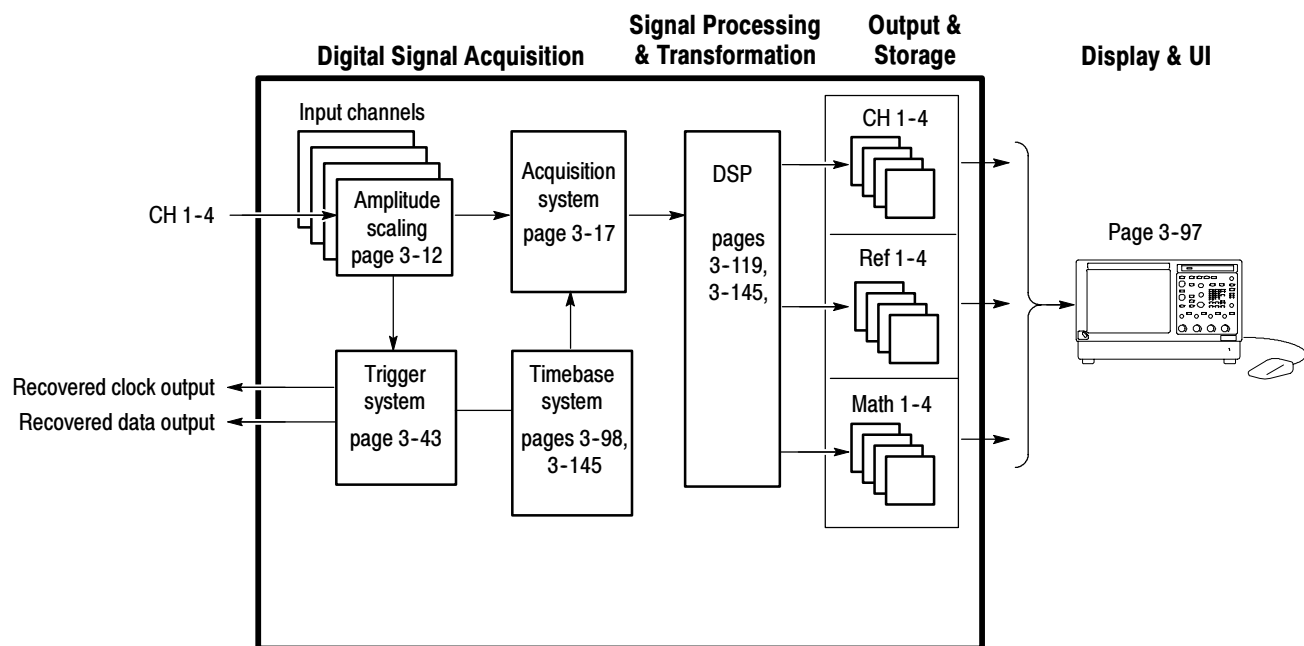 Digital Signal Acquisition
Signal Processing
& Transformation
Output &
Storage
Display & UI
Input channels
CH 1-4
Amplitude
scaling
page 3-12
Acquisition
system
page 3-17
DSP
pages
3-119,
3-145,
CH 1-4
Ref 1-4
Math 1-4
Page 3-97
Recovered clock output
Recovered data output
Trigger
system
page 3-43
Timebase
system
pages 3-98,
3-145